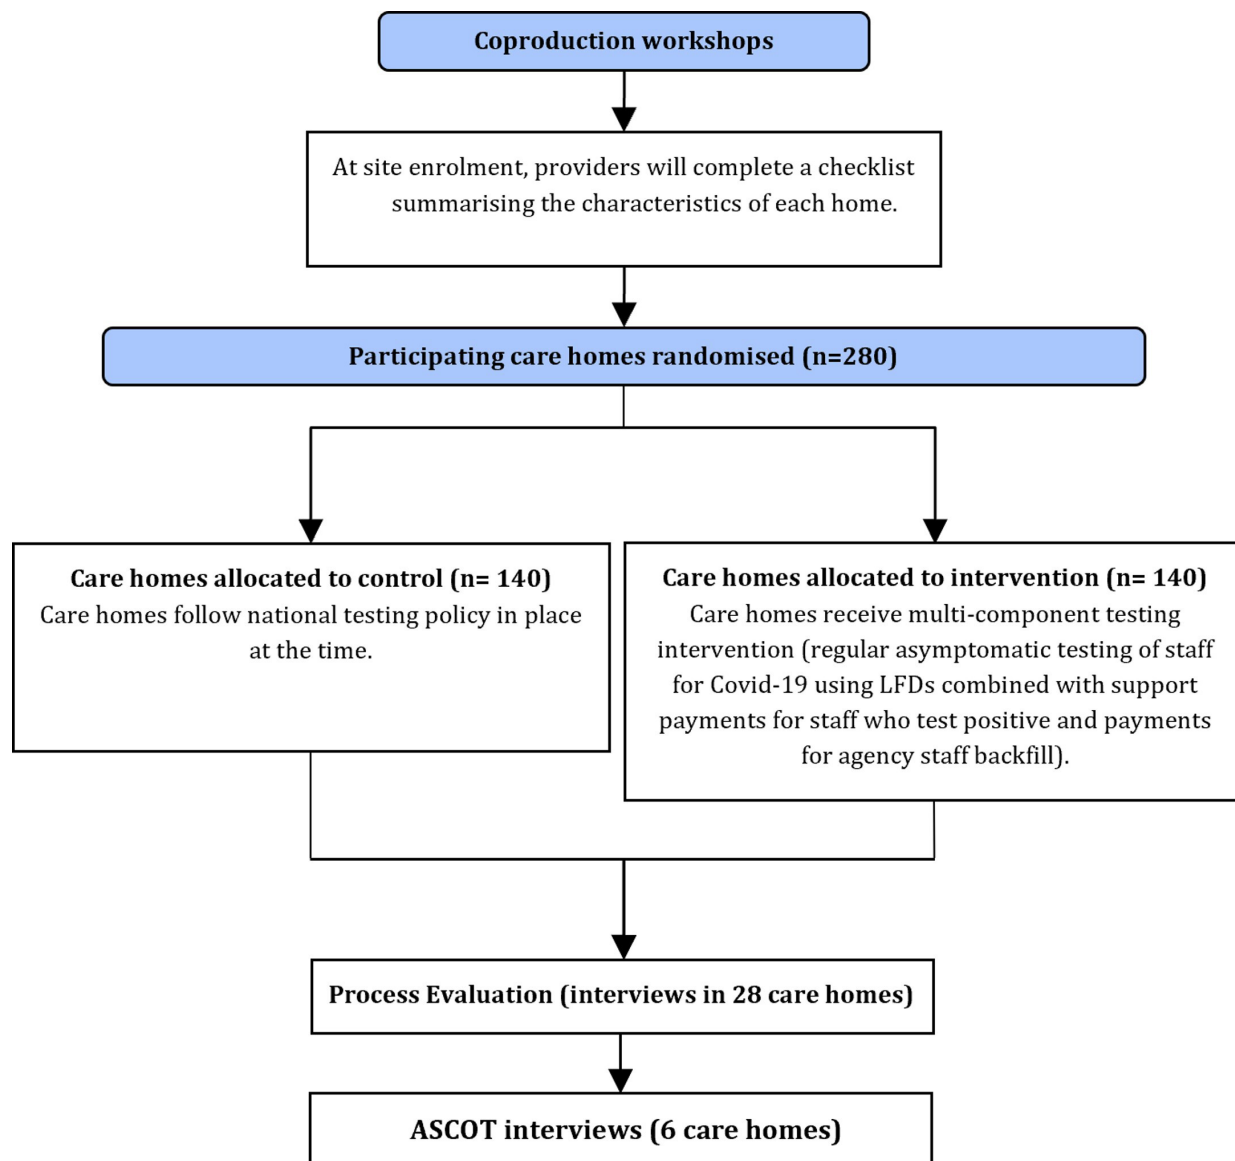 Coproduction workshops
At site enrolment, providers will complete a checklist
summarising the characteristics of each home.
Participating care homes randomised (n=280)
Care homes allocated to control (n= 140)
Care homes follow national testing policy in place
at the time.
Care homes allocated to intervention (n= 140)
Care homes receive multi-component testing
intervention (regular asymptomatic testing of staff
for Covid-19 using LFDs combined with support
payments for staff who test positive and payments
for agency staff backfill).
Process Evaluation (interviews in 28 care homes)
ASCOT interviews (6 care homes)